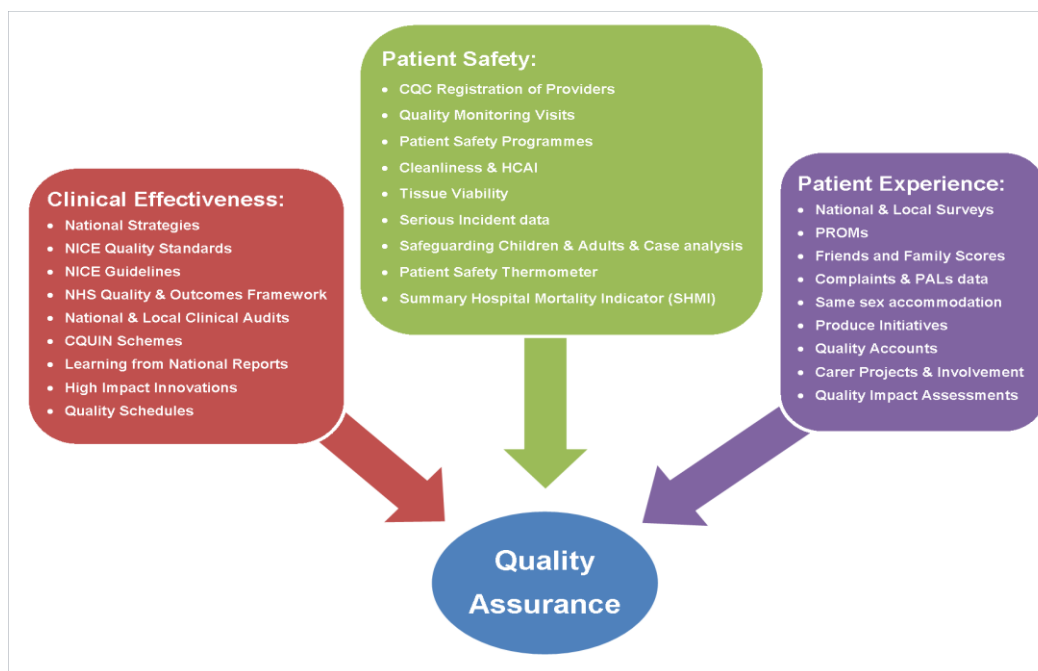 Patient Safety:
• CQC Registration of Providers
• Quality Monitoring Visits
• Patient Safety Programmes
• Cleanliness & HCAI
• Tissue Viability
• Serious Incident data
• Safeguarding Children & Adults & Case analysis
• Patient Safety Thermometer
• Summary Hospital Mortality Indicator (SHMI)
Clinical Effectiveness:
• National Strategies
• NICE Quality Standards
• NICE Guidelines
• NHS Quality & Outcomes Framework
• National & Local Clinical Audits
• CQUIN Schemes
• Learning from National Reports
• High Impact Innovations
• Quality Schedules
Patient Experience:
• National & Local Surveys
• PROMs
• Friends and Family Scores
• Complaints & PALs data
• Same sex accommodation
• Produce Initiatives
• Quality Accounts
• Carer Projects & Involvement
• Quality Impact Assessments
Quality
Assurance